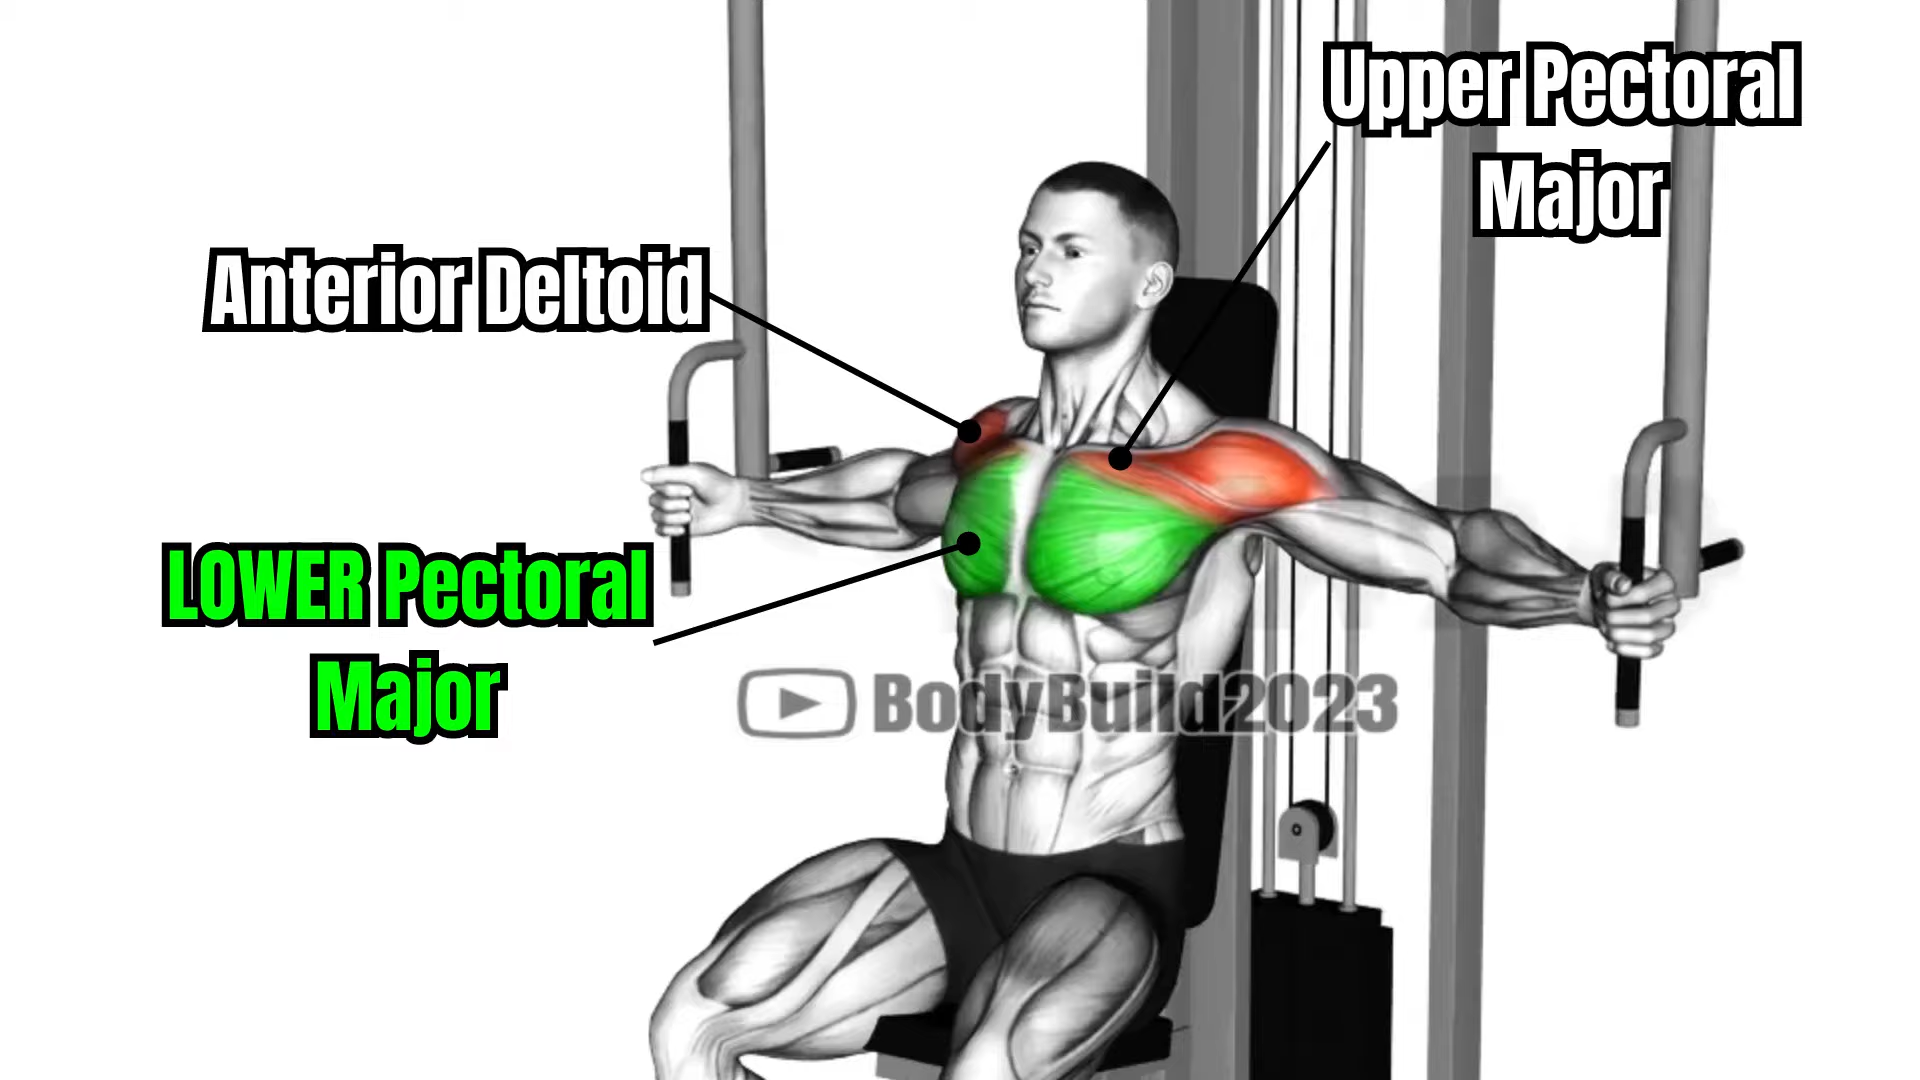 Upper Pectoral
Major
Anterior Deltoid
LOWER Pectoral
Major
BodyBuild2023